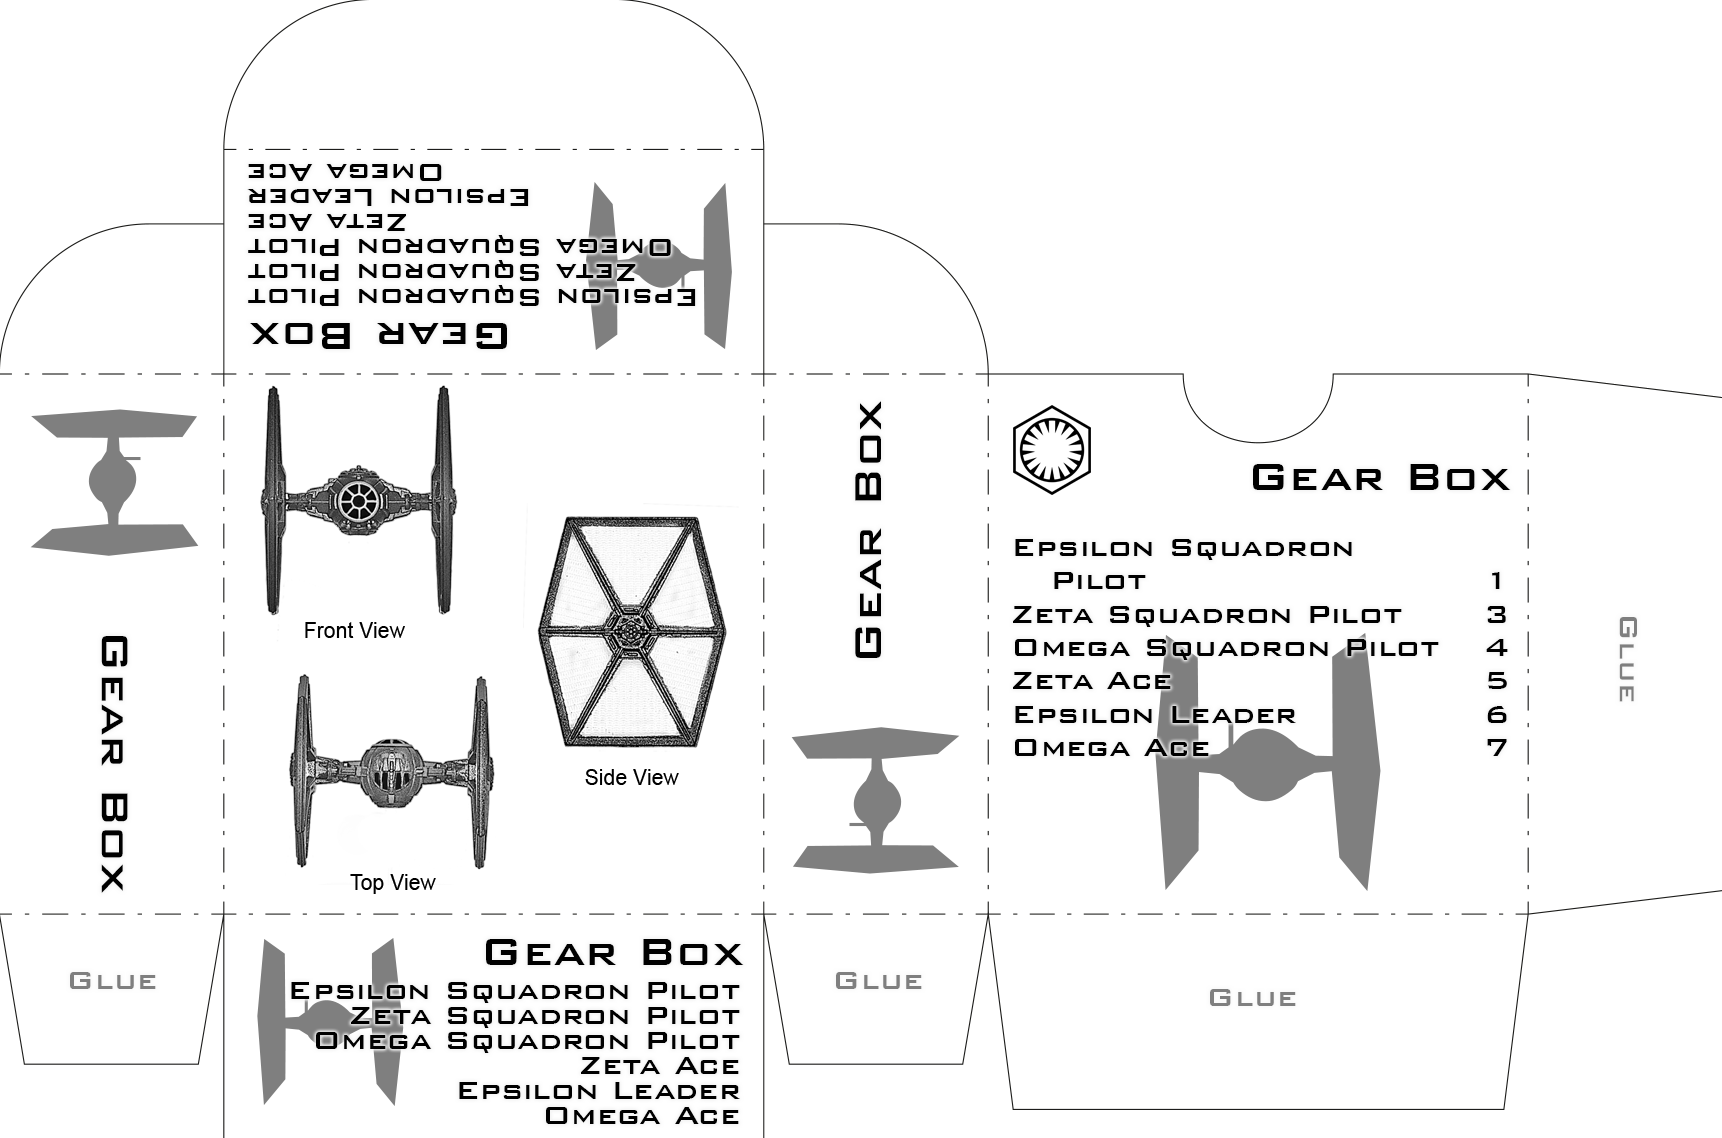 Omega Ace
Epsilon Leader
Zeta Ace
Omega Squadron Pilot
Zeta Squadron Pilot
Epsilon Squadron Pilot
Gear Box
Gear Box
Front View
Top View
Side View
Gear Box
Gear Box
Epsilon Squadron
Pilot 1
Zeta Squadron Pilot 3
Omega Squadron Pilot 4
Zeta Ace 5
Epsilon Leader 6
Omega Ace 7
Glue
Glue
Gear Box
Epsilon Squadron Pilot
Zeta Squadron Pilot
Omega Squadron Pilot
Zeta Ace
Epsilon Leader
Omega Ace
Glue
Glue